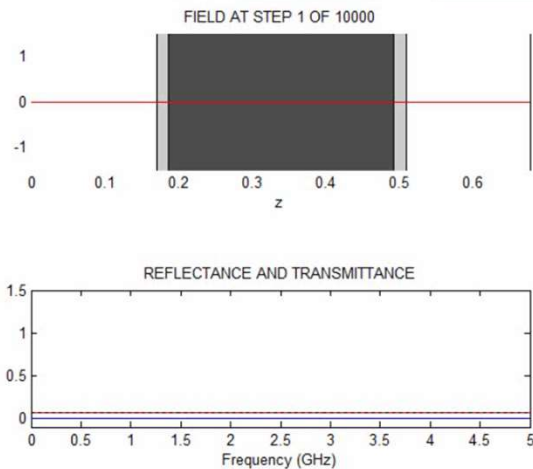 FIELD AT STEP 1 OF 10000
1
0
-1
0 0.1 0.2 0.3 0.4 0.5 0.6
z
REFLECTANCE AND TRANSMITTANCE
1.5
1
0.5
0
0 0.5 1 1.5 2 2.5 3 3.5 4 4.5 5
Frequency (GHz)